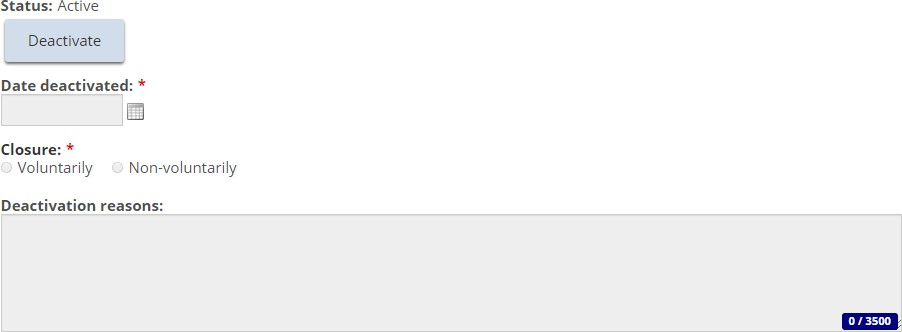 Status: Active
Deactivate
Date deactivated: *
Closure: *
Voluntarily Non-voluntarily
Deactivation reasons:
0 / 3500